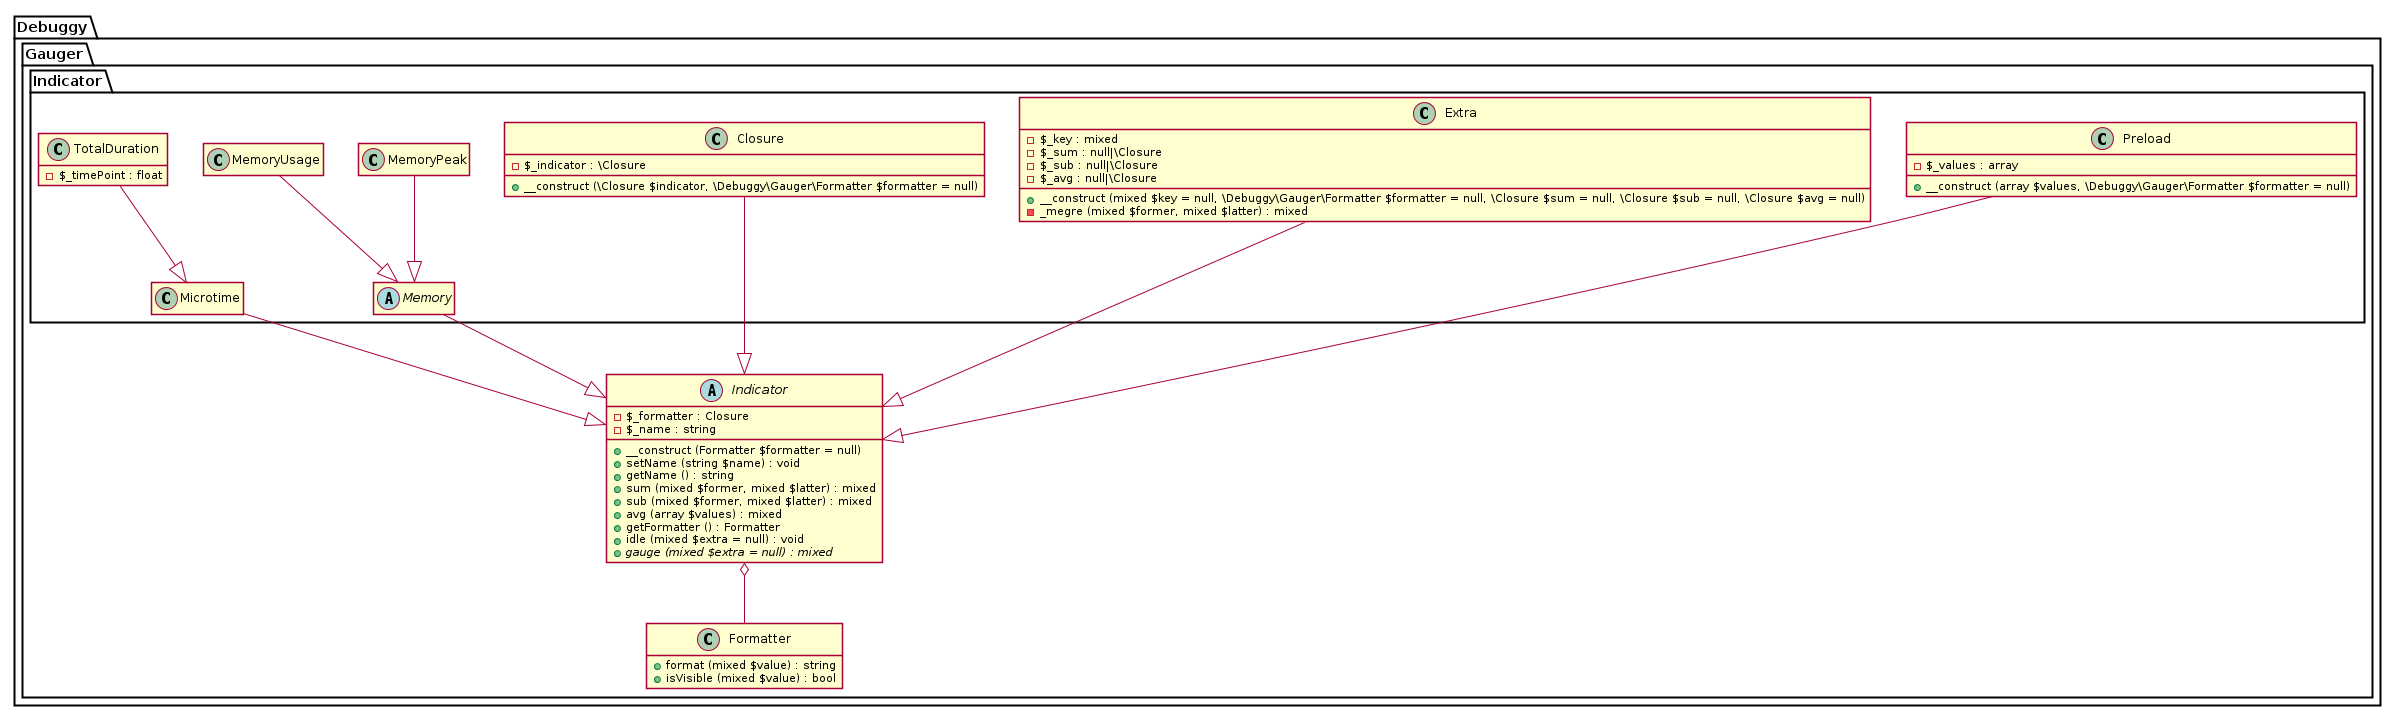 Debuggy
Gauger
Indicator
C TotalDuration
$_timePoint : float
C MemoryUsage
C MemoryPeak
C Closure
$_indicator : \Closure
__construct (\Closure $indicator, \Debuggy\Gauger\Formatter $formatter = null)
C Extra
$_key : mixed
$_sum : null|\Closure
$_sub : null|\Closure
$_avg : null|\Closure
__construct (mixed $key = null, \Debuggy\Gauger\Formatter $formatter = null, \Closure $sum = null, \Closure $sub = null, \Closure $avg = null)
_megre (mixed $former, mixed $latter) : mixed
C Preload
$_values : array
__construct (array $values, \Debuggy\Gauger\Formatter $formatter = null)
C Microtime
A Memory
A Indicator
$_formatter : Closure
$_name : string
__construct (Formatter $formatter = null)
setName (string $name) : void
getName () : string
sum (mixed $former, mixed $latter) : mixed
sub (mixed $former, mixed $latter) : mixed
avg (array $values) : mixed
getFormatter () : Formatter
idle (mixed $extra = null) : void
gauge (mixed $extra = null) : mixed
C Formatter
format (mixed $value) : string
isVisible (mixed $value) : bool